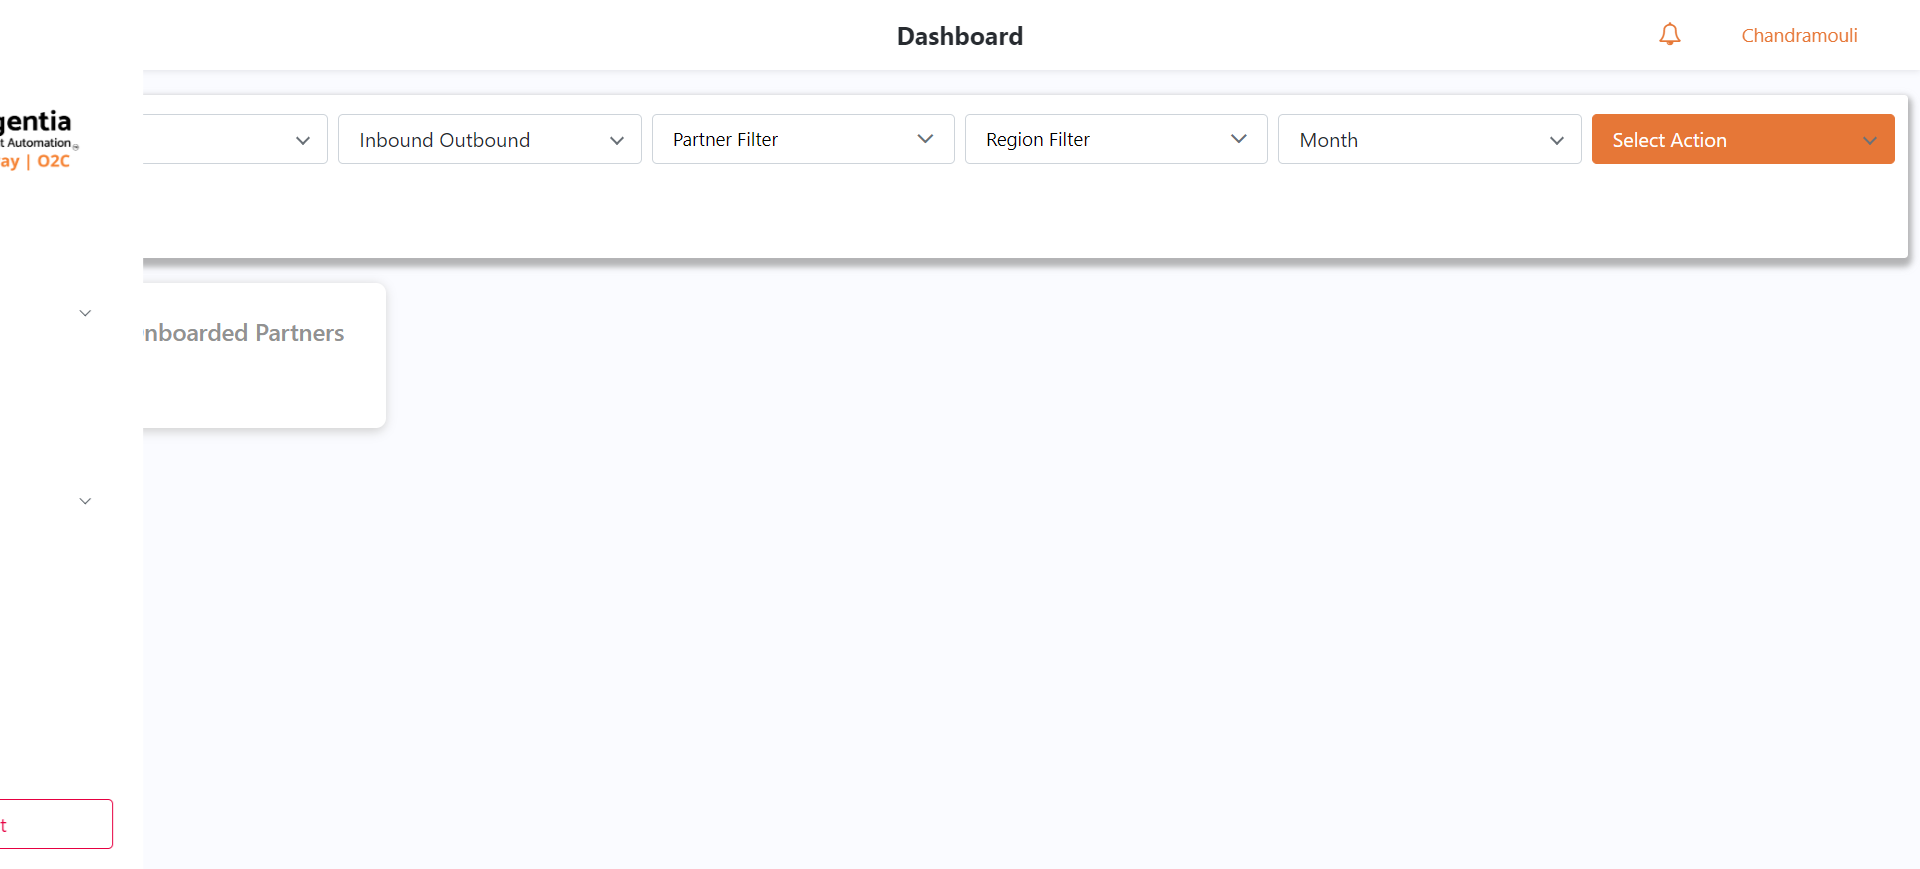 Dashboard
Chandramouli
gentia
t Automation
ay | O2C
Inbound Outbound
Partner Filter
Region Filter
Month
Select Action
nboarded Partners
t